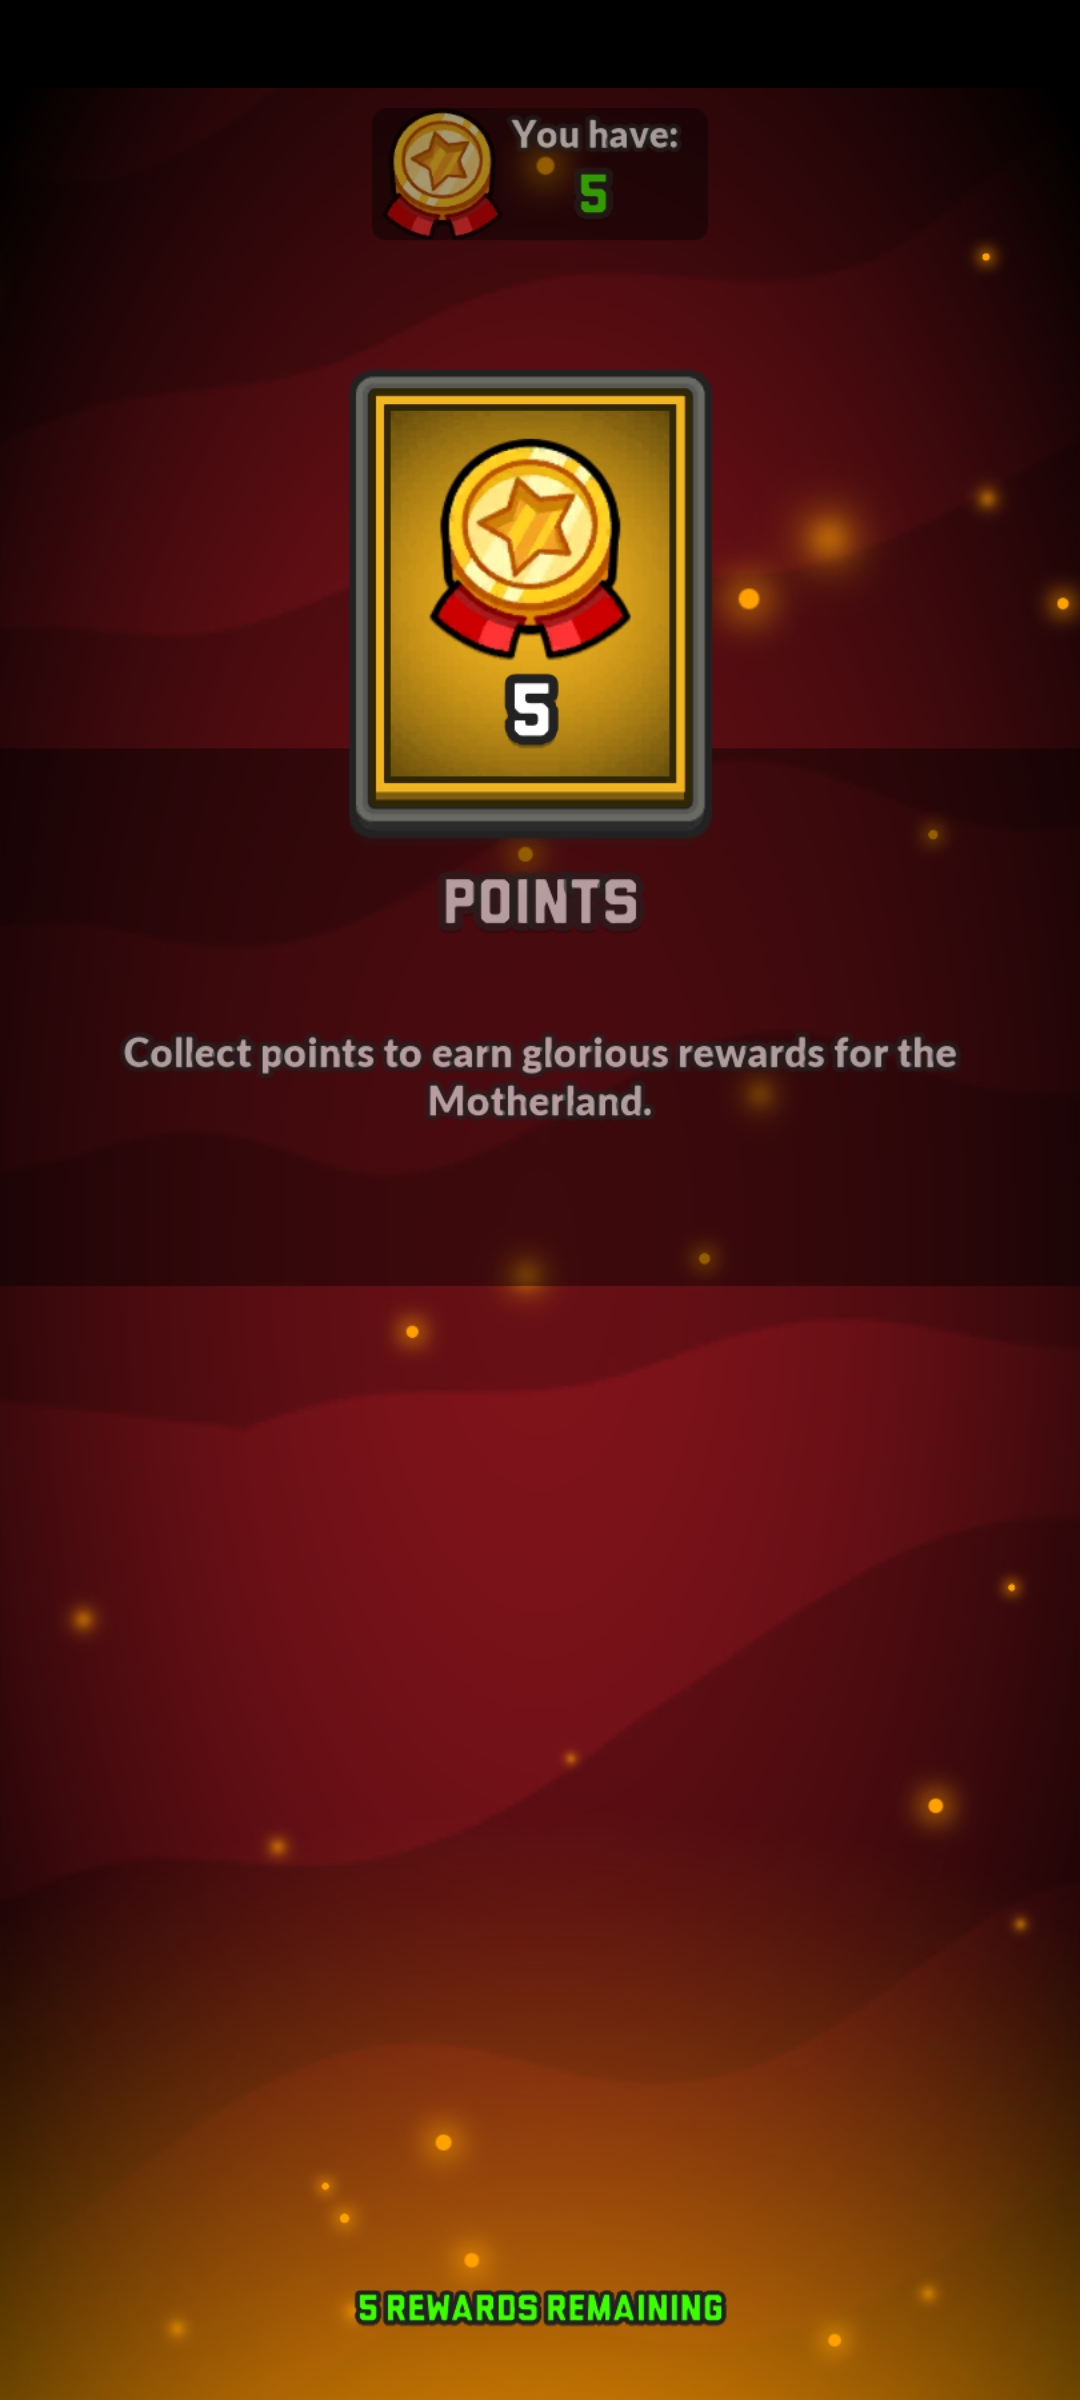 You have:
5
5
POINTS
Collect points to earn glorious rewards for the
Motherland.
5 REWARDS REMAINING